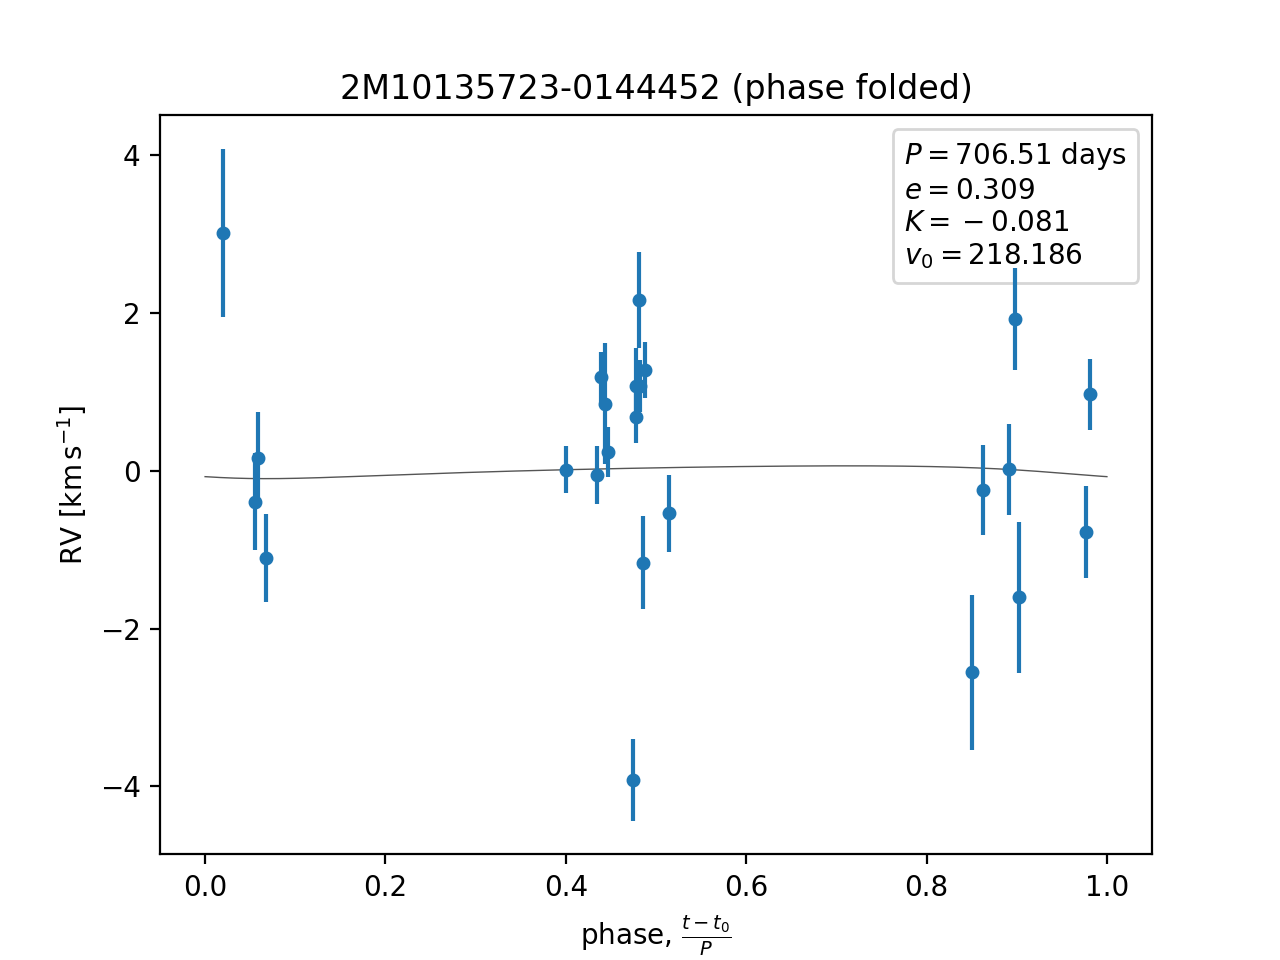 2M10135723-0144452 (phase folded)
P = 706.51 days
e = 0.309
K = −0.081
v₀ = 218.186
4
2
0
−2
−4
RV [km s⁻¹]
0.0 0.2 0.4 0.6 0.8 1.0
phase, (t − t₀)/P